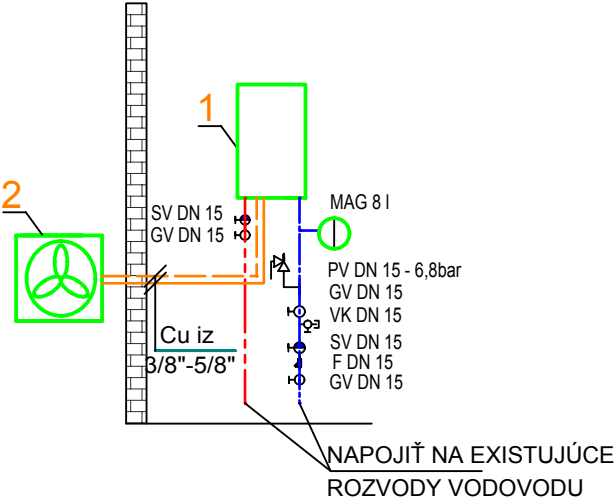 1
2
SV DN 15
GV DN 15
MAG 8 l
PV DN 15 - 6,8bar
GV DN 15
VK DN 15
SV DN 15
F DN 15
GV DN 15
Cu iz
3/8"-5/8"
NAPOJIŤ NA EXISTUJÚCE
ROZVODY VODOVODU